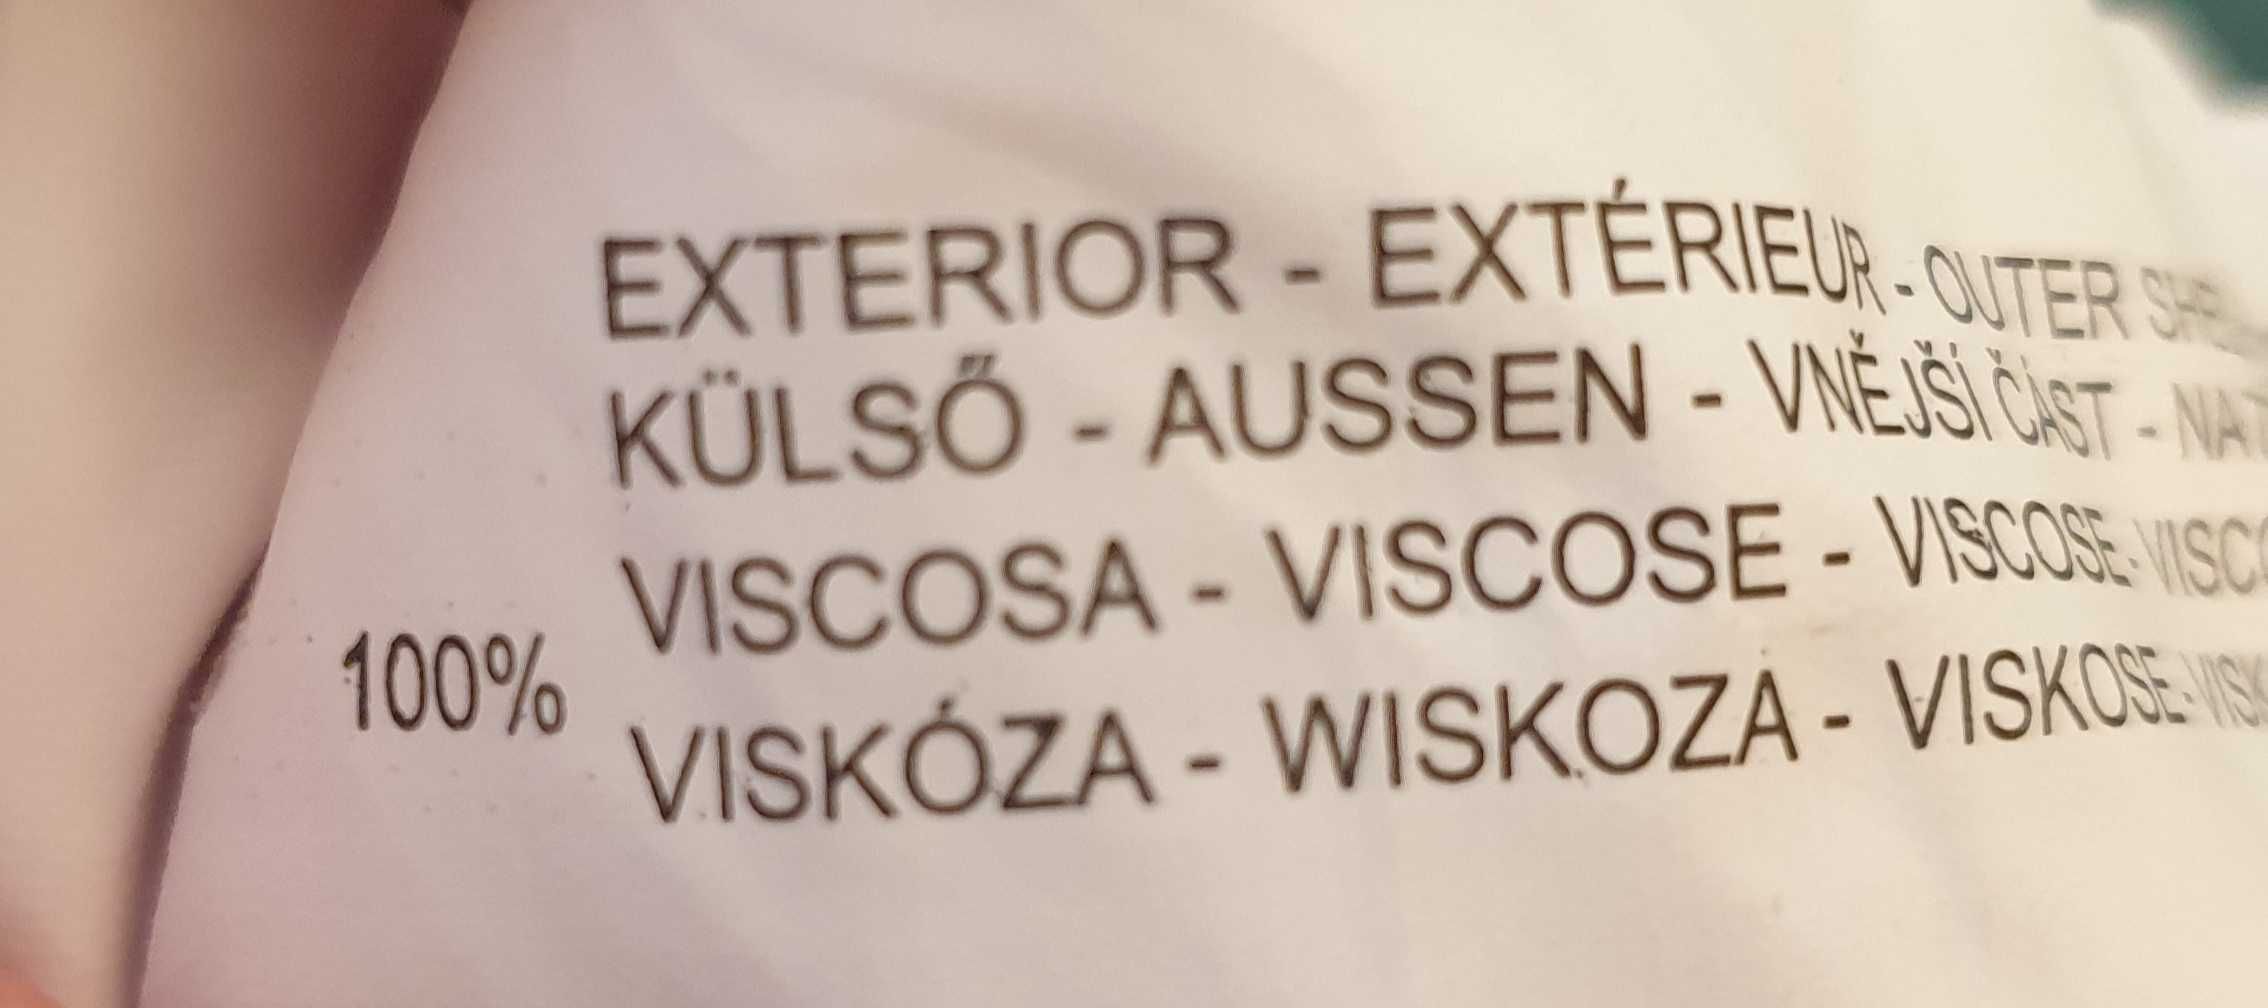 EXTERIOR - EXTÉRIEUR - OUTER
KÜLSŐ - AUSSEN - VNĚJŠÍ ČÁST -
VISCOSA - VISCOSE - VISCOSE -
100%
VISKÓZA - WISKOZA - VISKOSE -